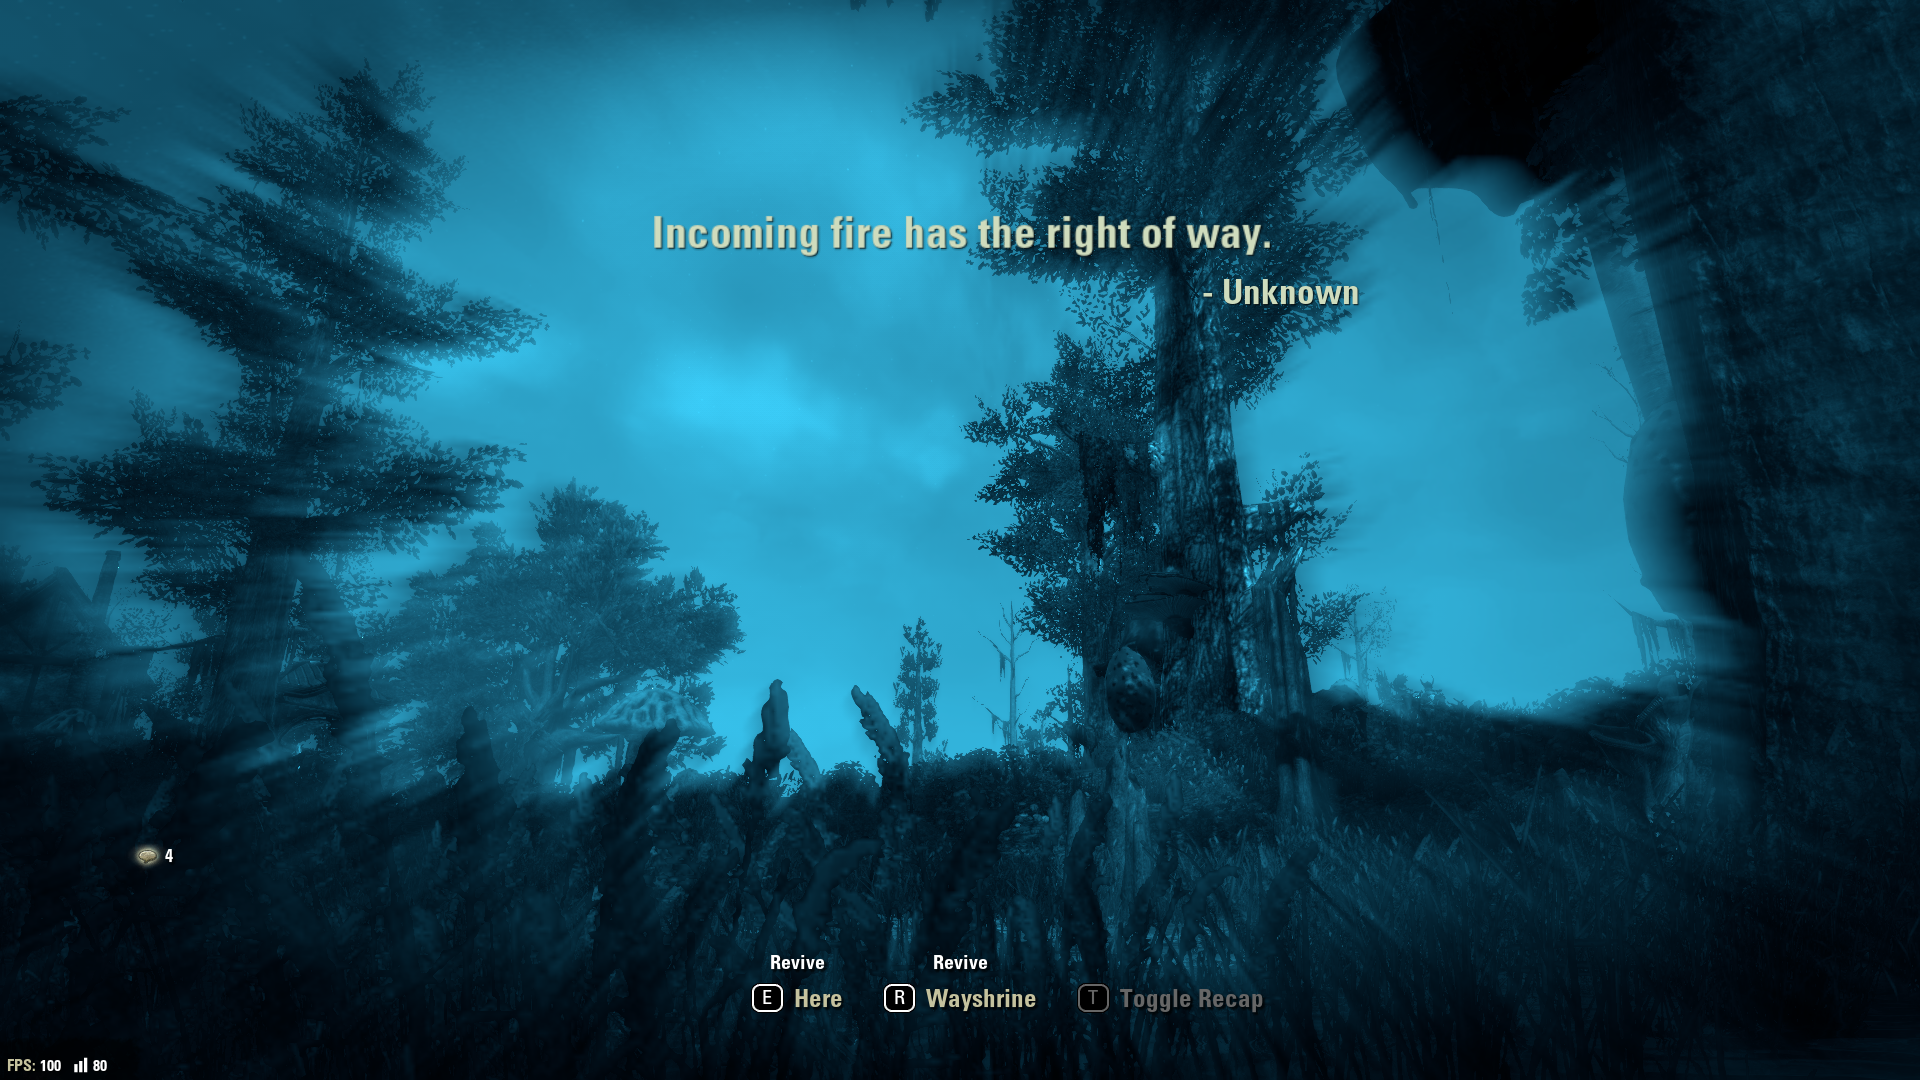 Incoming fire has the right of way.
- Unknown
4
Revive Revive
E Here R Wayshrine T Toggle Recap
FPS: 100 80